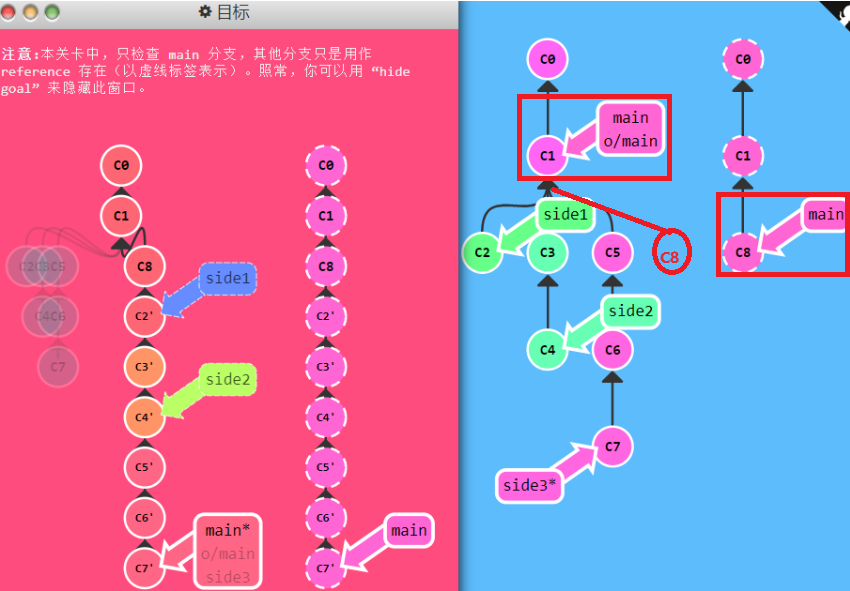 目标
注意:本关卡中，只检查 main 分支，其他分支只是用作
reference 存在（以虚线标签表示）。照常，你可以用 “hide
goal” 来隐藏此窗口。
C0
C0
C1
C1
C2
C3
C5
C8
C8
side1
C4
C6
C2'
C2'
C7
C3'
C3'
side2
C4'
C4'
C5'
C5'
C6'
C6'
main*
o/main
side3
main
C7'
C7'
C0
C0
main
o/main
C1
C1
side1
main
C2
C3
C5
C8
C8
side2
C4
C6
C7
side3*